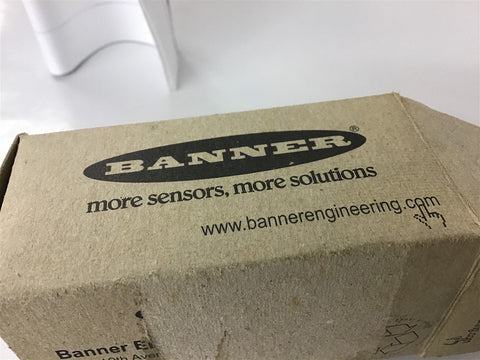 BANNER®
more sensors, more solutions
www.bannerengineering.com
Banner